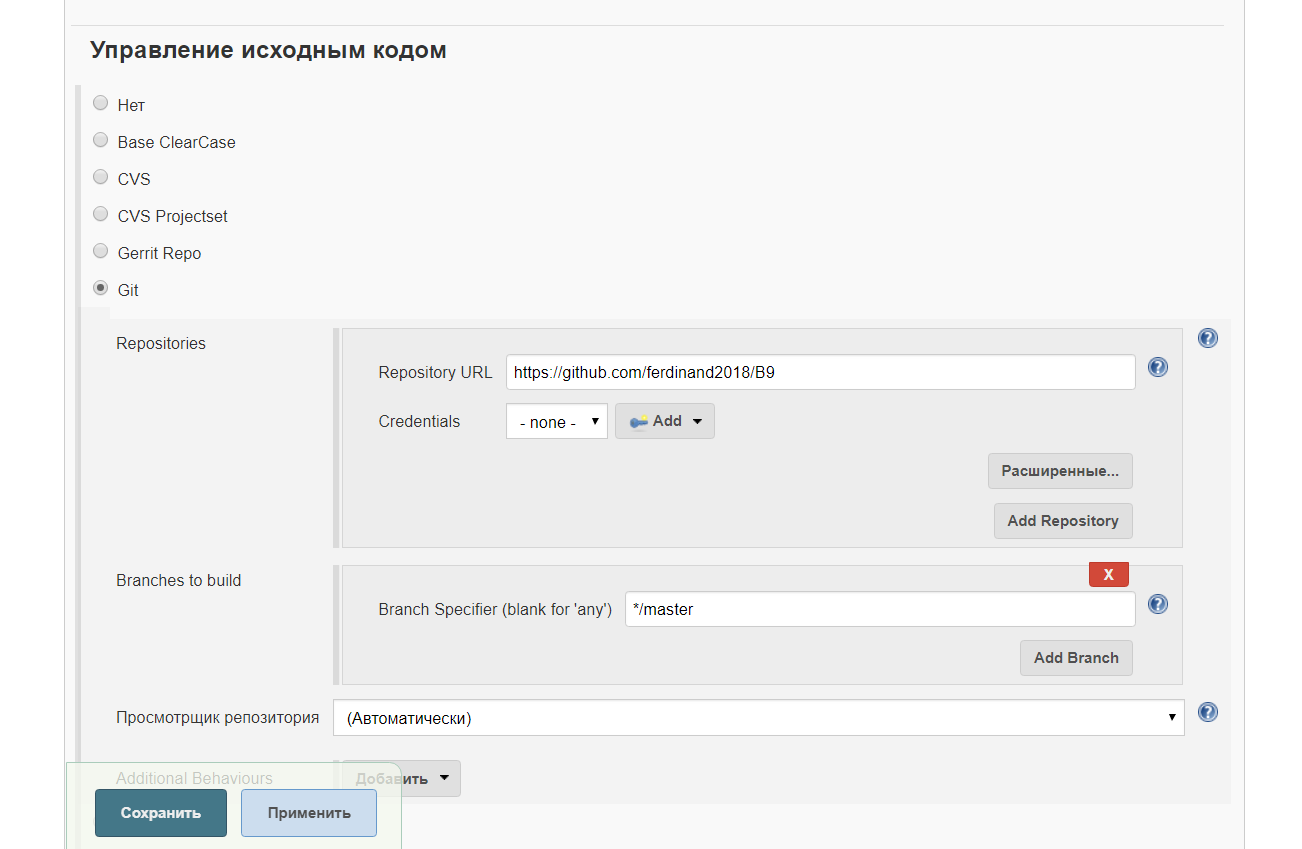 Управление исходным кодом
Нет
Base ClearCase
CVS
CVS Projectset
Gerrit Repo
Git
Repositories
Repository URL https://github.com/ferdinand2018/B9
Credentials - none - Add
Расширенные...
Add Repository
Branches to build
X
Branch Specifier (blank for 'any') */master
Add Branch
Просмотрщик репозитория (Автоматически)
Additional Behaviours Добавить
Сохранить Применить